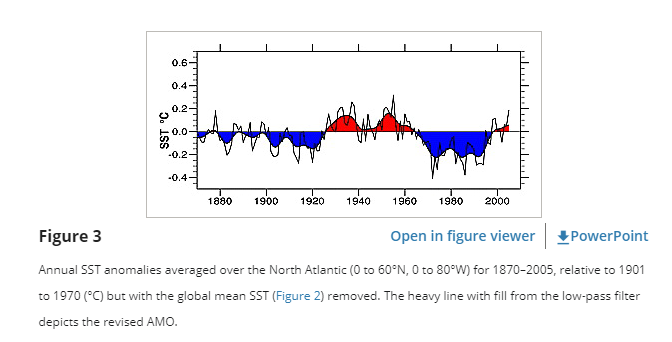 0.6
0.4
0.2
0.0
-0.2
-0.4
SST °C
1880 1900 1920 1940 1960 1980 2000
Figure 3
Open in figure viewer PowerPoint
Annual SST anomalies averaged over the North Atlantic (0 to 60°N, 0 to 80°W) for 1870–2005, relative to 1901
to 1970 (°C) but with the global mean SST (Figure 2) removed. The heavy line with fill from the low-pass filter
depicts the revised AMO.